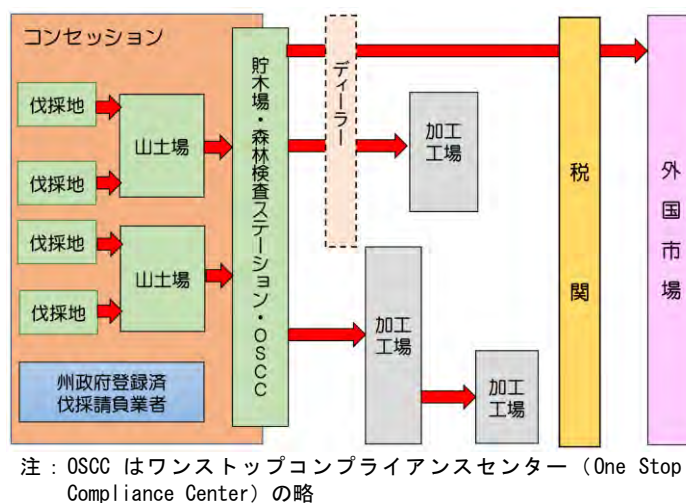 コンセッション
伐採地
伐採地
山土場
伐採地
伐採地
山土場
州政府登録済
伐採請負業者
貯木場・森林検査ステーション・OSCC
ディーラー
加工
工場
加工
工場
加工
工場
税関
外国市場
注：OSCC はワンストップコンプライアンスセンター（One Stop
Compliance Center）の略